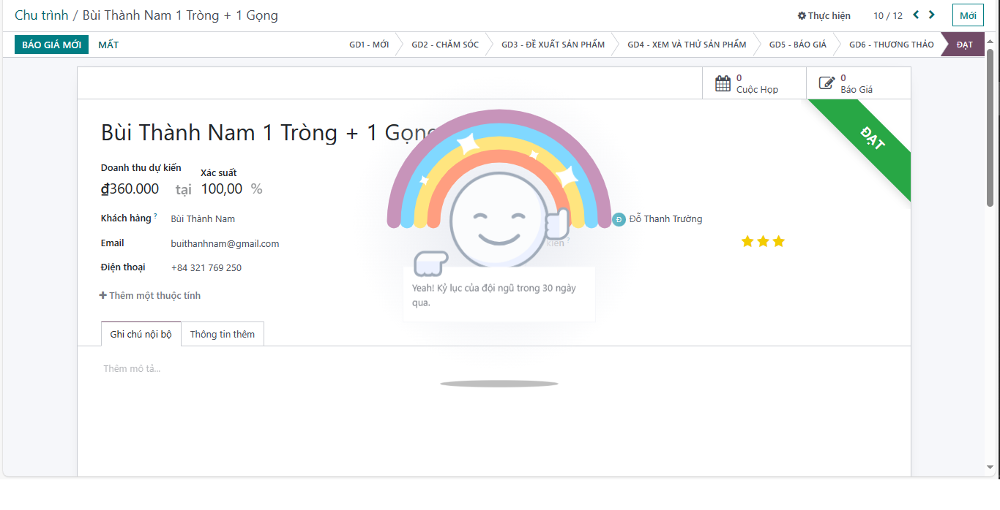 Chu trình / Bùi Thành Nam 1 Tròng + 1 Gọng
Thực hiện
10 / 12
Mới
BÁO GIÁ MỚI
MẤT
GD1 - MỚI
GD2 - CHĂM SÓC
GD3 - ĐỀ XUẤT SẢN PHẨM
GD4 - XEM VÀ THỬ SẢN PHẨM
GD5 - BÁO GIÁ
GD6 - THƯƠNG THẢO
ĐẠT
0
Cuộc Họp
0
Báo Giá
ĐẠT
Bùi Thành Nam 1 Tròng + 1 Gọng
Doanh thu dự kiến
Xác suất
₫360.000 tại 100,00 %
Khách hàng ? Bùi Thành Nam
Đ Đỗ Thanh Trường
Email buithanhnam@gmail.com
kiến ?
Điện thoại +84 321 769 250
Yeah! Kỷ lục của đội ngũ trong 30 ngày
qua.
+ Thêm một thuộc tính
Ghi chú nội bộ
Thông tin thêm
Thêm mô tả...